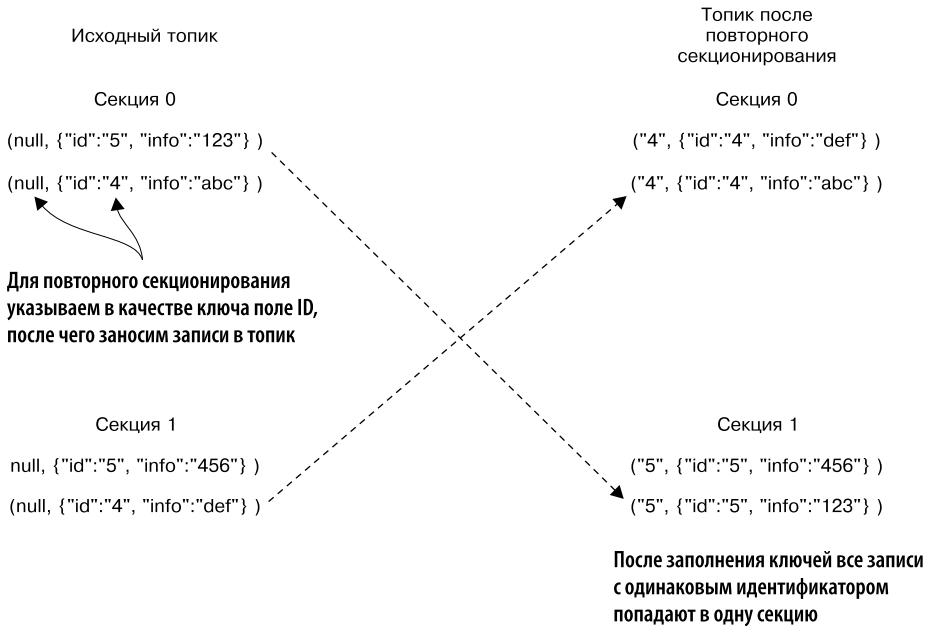 Исходный топик
Топик после
повторного
секционирования
Секция 0
(null, {"id":"5", "info":"123"} )
(null, {"id":"4", "info":"abc"} )
Для повторного секционирования
указываем в качестве ключа поле ID,
после чего заносим записи в топик
Секция 1
null, {"id":"5", "info":"456"} )
(null, {"id":"4", "info":"def"} )
Секция 0
("4", {"id":"4", "info":"def"} )
("4", {"id":"4", "info":"abc"} )
Секция 1
("5", {"id":"5", "info":"456"} )
("5", {"id":"5", "info":"123"} )
После заполнения ключей все записи
с одинаковым идентификатором
попадают в одну секцию